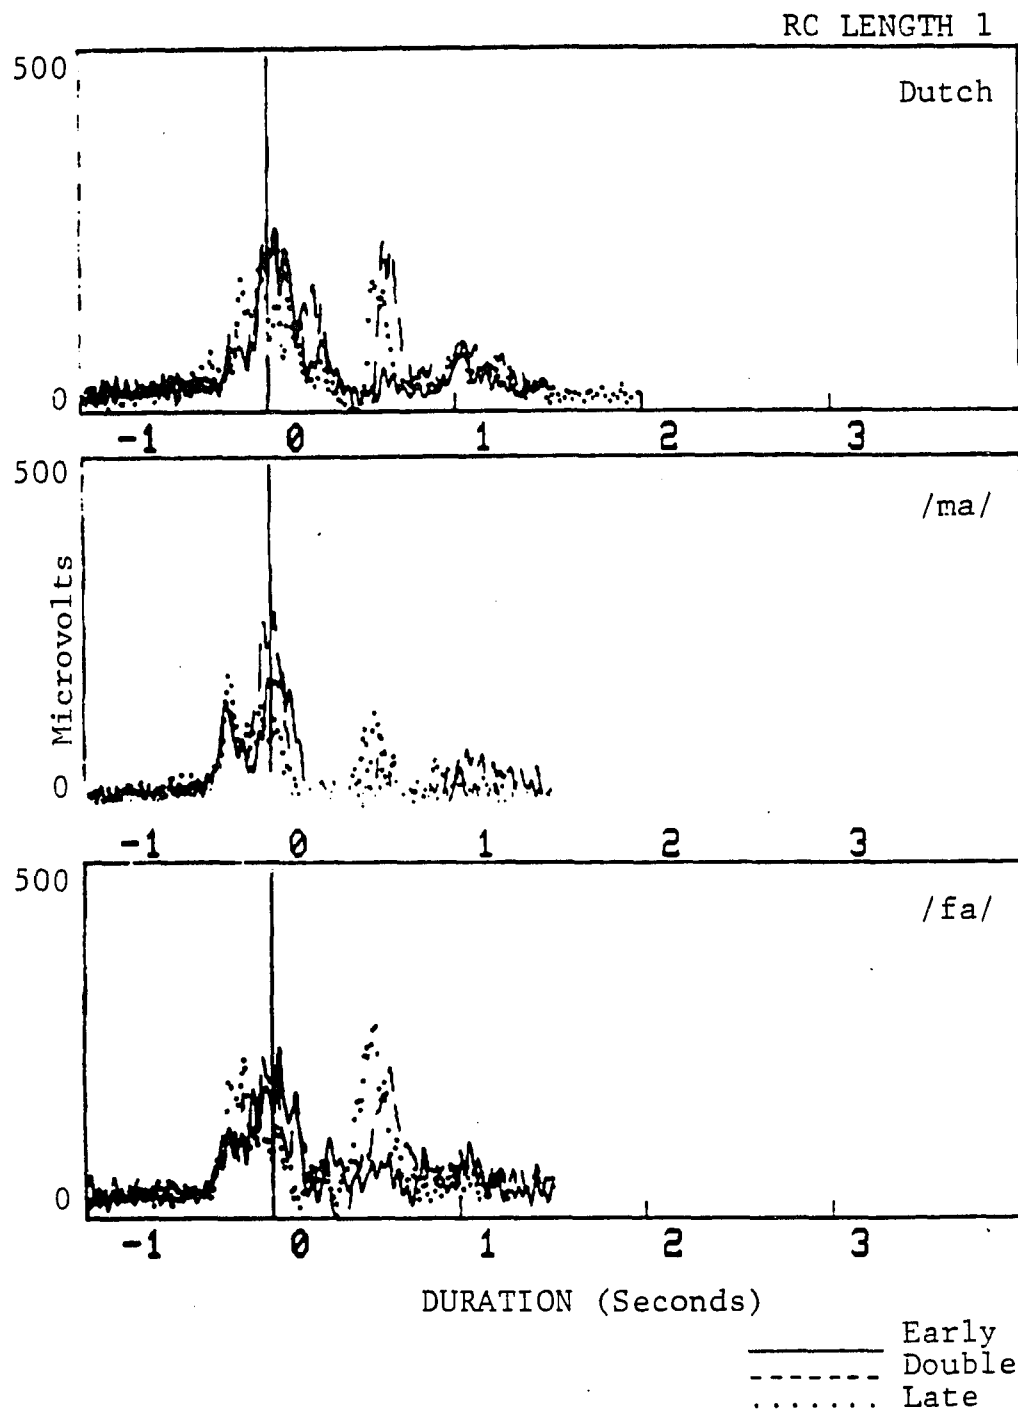 RC LENGTH 1
500
Dutch
0
-1 0 1 2 3
500
/ma/
Microvolts
0
-1 0 1 2 3
500
/fa/
0
-1 0 1 2 3
DURATION (Seconds)
Early
Double
Late